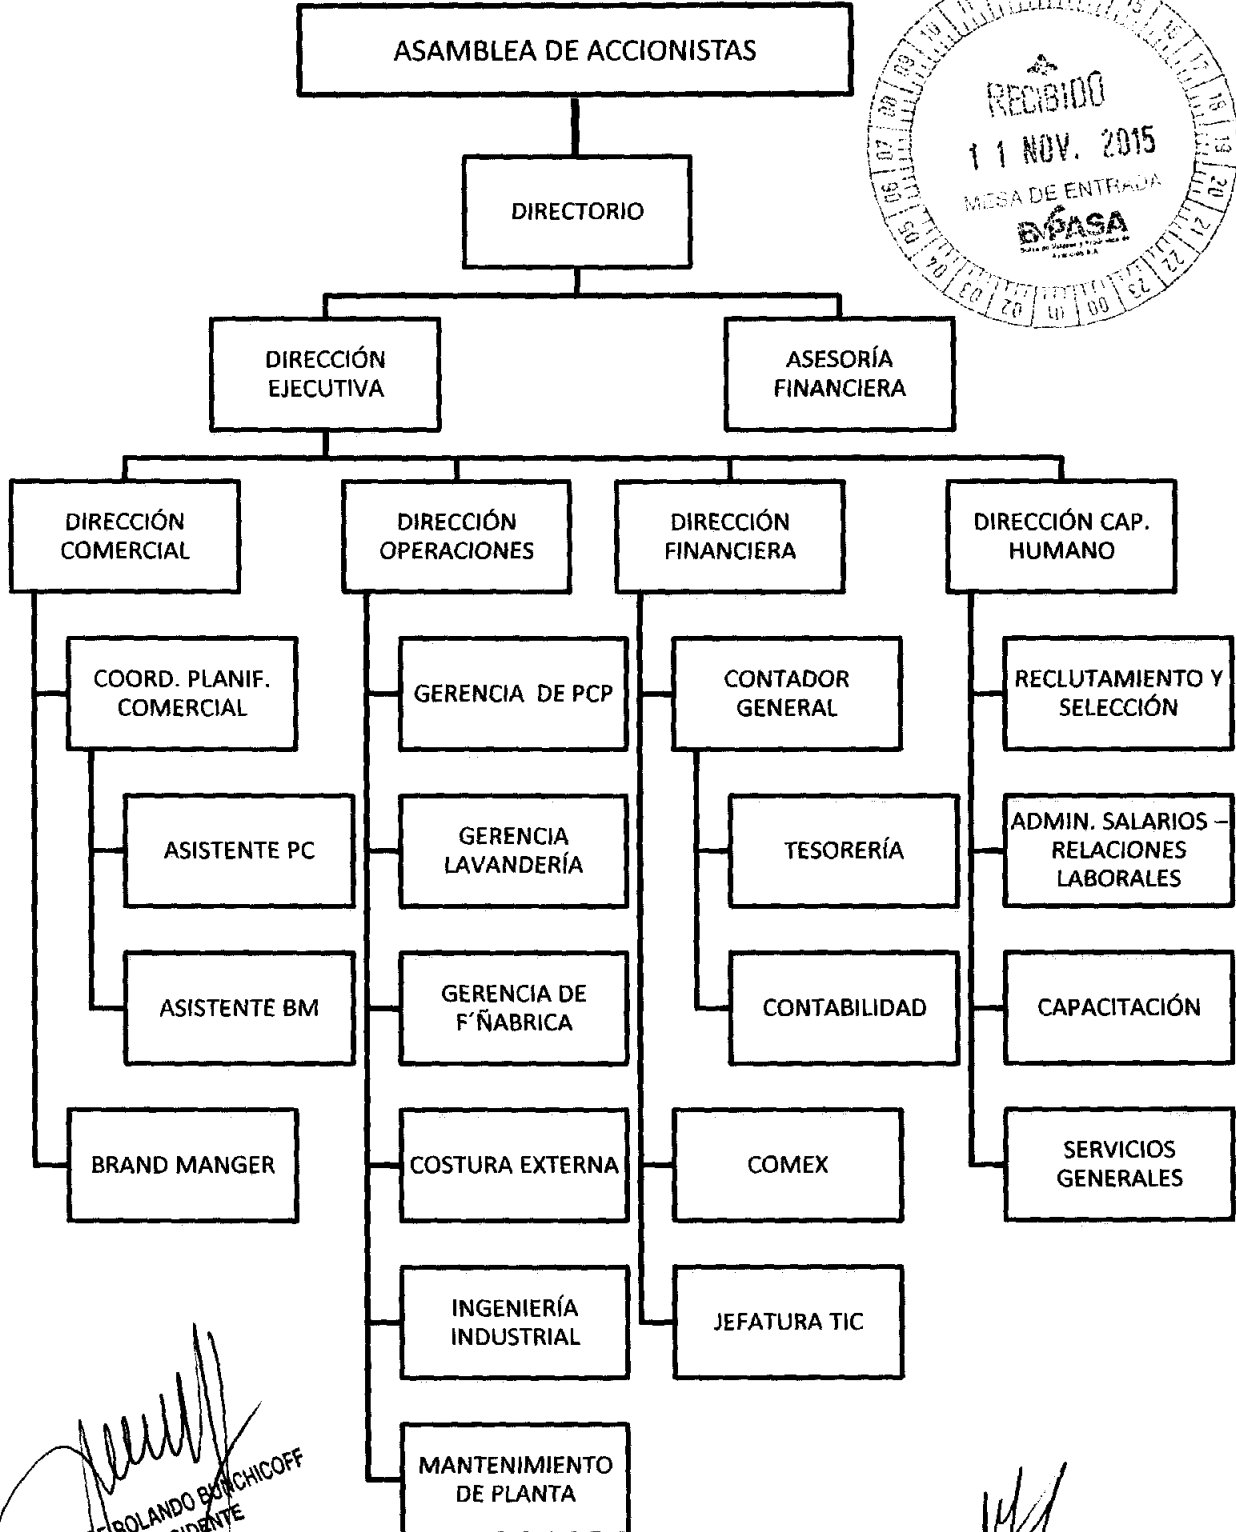 ASAMBLEA DE ACCIONISTAS
RECIBIDO
11 NOV. 2015
MESA DE ENTRADA
BVPASA
DIRECTORIO
DIRECCIÓN
EJECUTIVA
ASESORÍA
FINANCIERA
DIRECCIÓN
COMERCIAL
DIRECCIÓN
OPERACIONES
DIRECCIÓN
FINANCIERA
DIRECCIÓN CAP.
HUMANO
COORD. PLANIF.
COMERCIAL
GERENCIA DE PCP
CONTADOR
GENERAL
RECLUTAMIENTO Y
SELECCIÓN
ASISTENTE PC
GERENCIA
LAVANDERÍA
TESORERÍA
ADMIN. SALARIOS –
RELACIONES
LABORALES
ASISTENTE BM
GERENCIA DE
F´ÑABRICA
CONTABILIDAD
CAPACITACIÓN
BRAND MANGER
COSTURA EXTERNA
COMEX
SERVICIOS
GENERALES
INGENIERÍA
INDUSTRIAL
JEFATURA TIC
MANTENIMIENTO
DE PLANTA
ROLANDO BUNCHICOFF